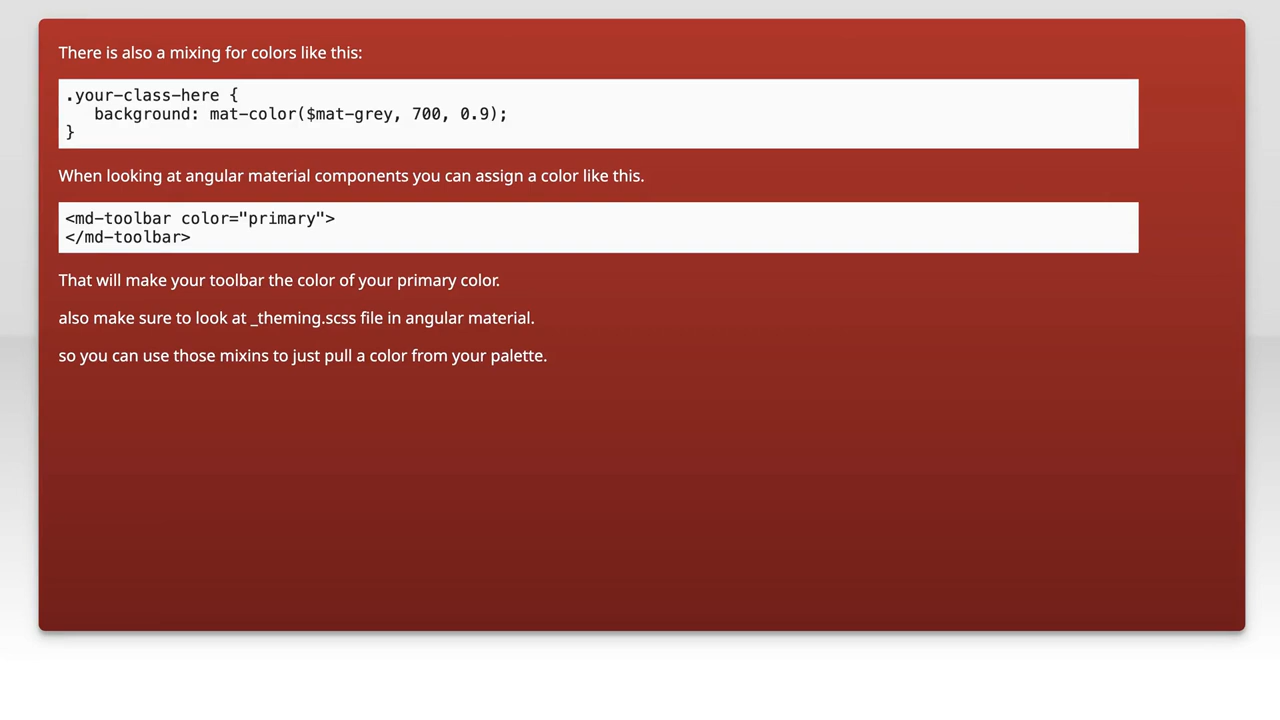 There is also a mixing for colors like this:
.your-class-here {
   background: mat-color($mat-grey, 700, 0.9);
}
When looking at angular material components you can assign a color like this.
<md-toolbar color="primary">
</md-toolbar>
That will make your toolbar the color of your primary color.
also make sure to look at _theming.scss file in angular material.
so you can use those mixins to just pull a color from your palette.